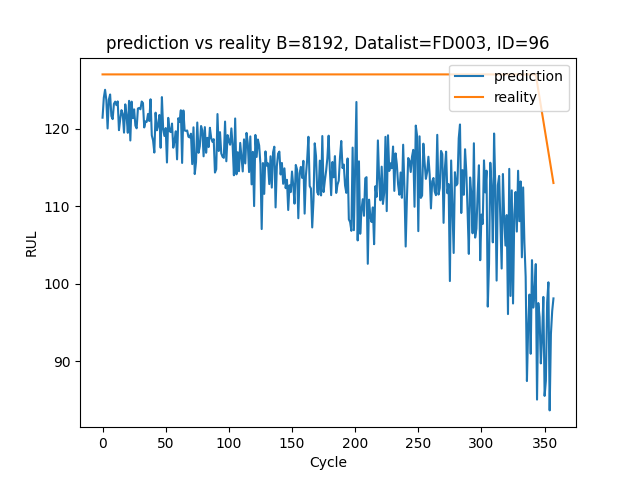 prediction vs reality B=8192, Datalist=FD003, ID=96
prediction
reality
120
110
100
90
RUL
0
50
100
150
200
250
300
350
Cycle